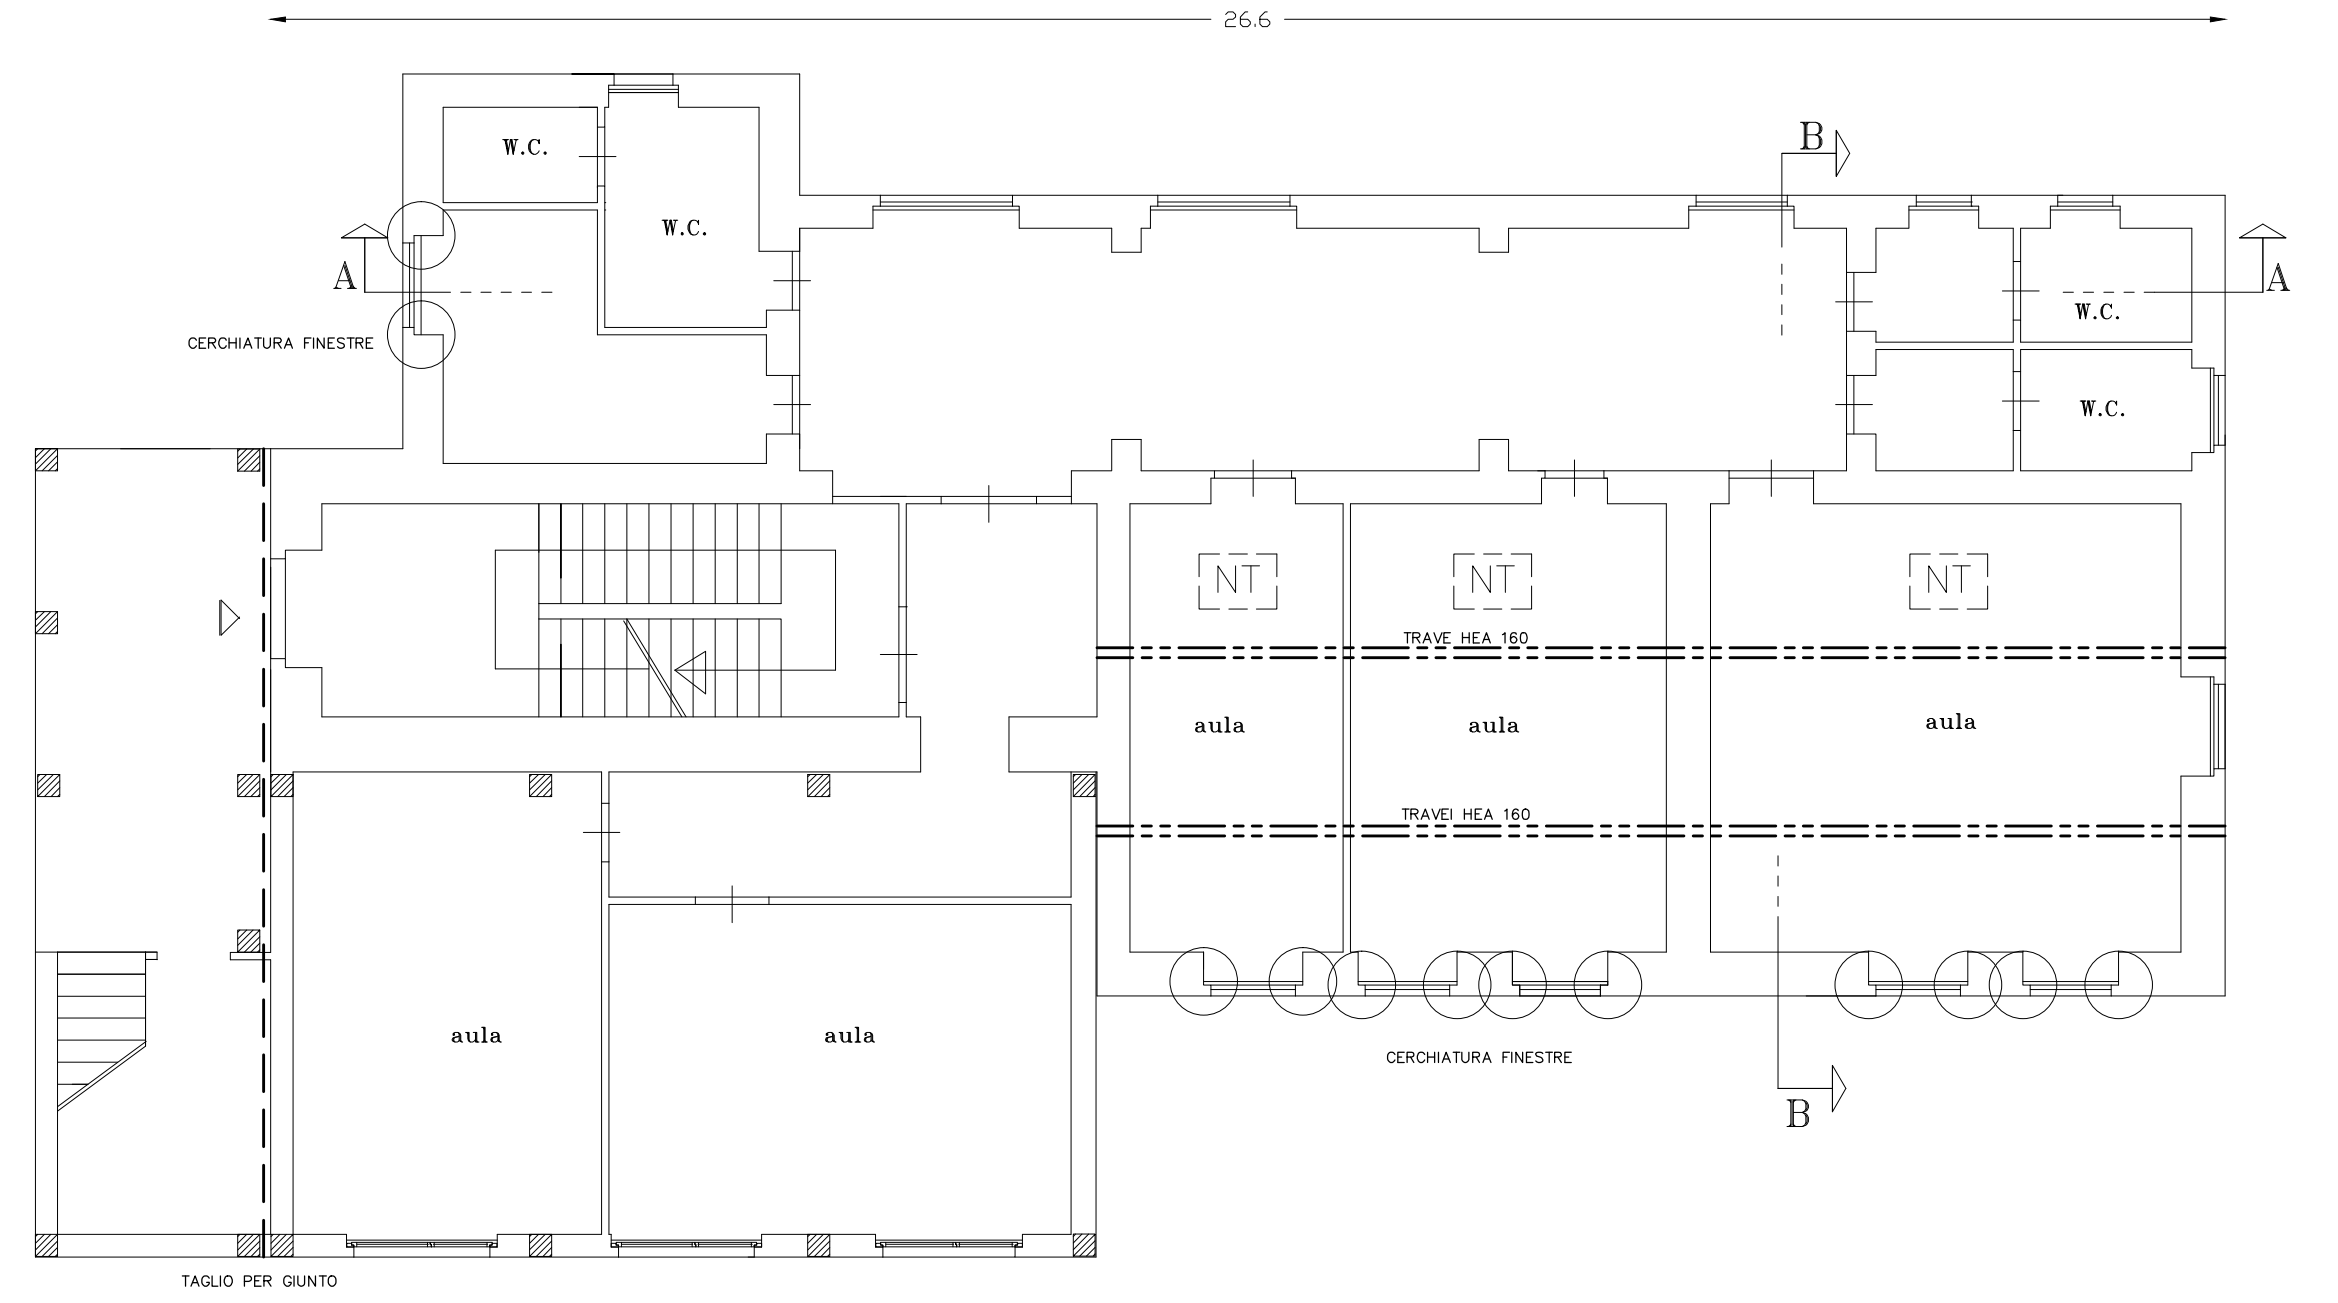 26.6
B
W.C.
W.C.
A
A
W.C.
CERCHIATURA FINESTRE
W.C.
NT
NT
NT
TRAVE HEA 160
aula
aula
aula
TRAVEI HEA 160
aula
aula
CERCHIATURA FINESTRE
B
TAGLIO PER GIUNTO